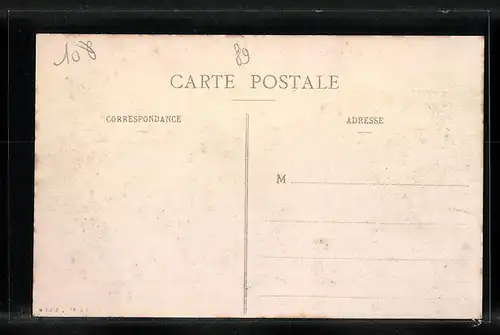 108
89
CARTE POSTALE
CORRESPONDANCE
ADRESSE
M